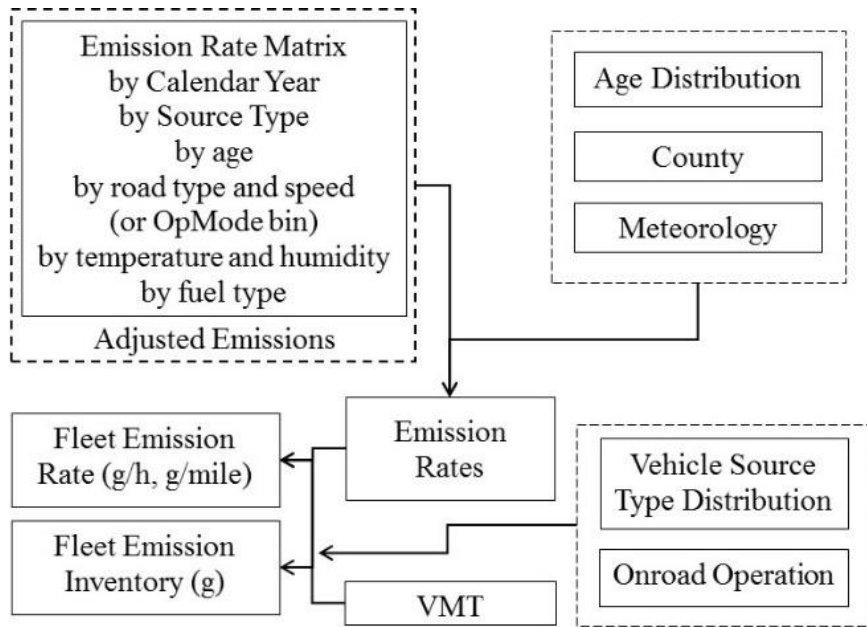 Emission Rate Matrix
by Calendar Year
by Source Type
by age
by road type and speed
(or OpMode bin)
by temperature and humidity
by fuel type
Adjusted Emissions
Age Distribution
County
Meteorology
Emission
Rates
Fleet Emission
Rate (g/h, g/mile)
Fleet Emission
Inventory (g)
VMT
Vehicle Source
Type Distribution
Onroad Operation